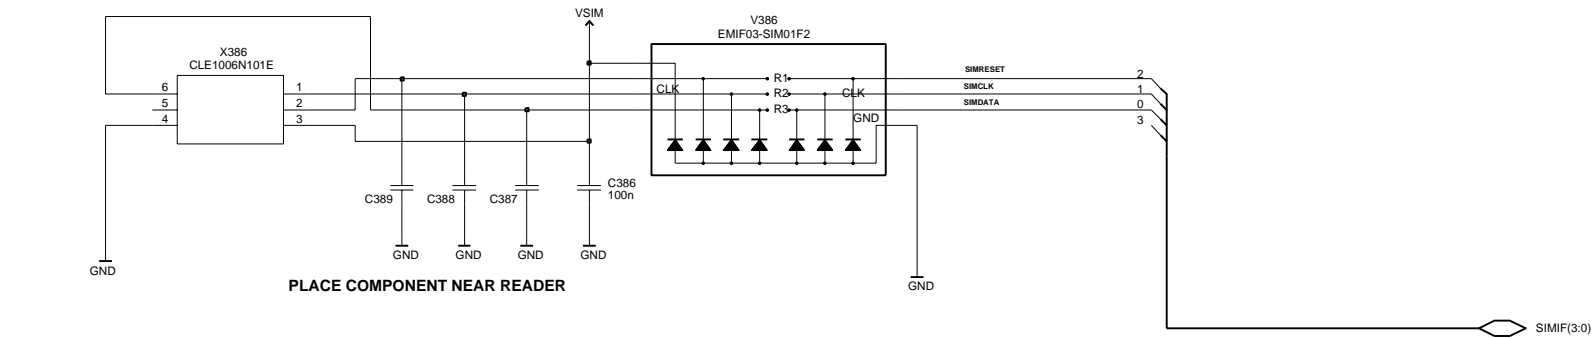 VSIM
V386
EMIF03-SIM01F2
X386
CLE1006N101E
6
5
4
1
2
3
CLK
R1
R2
R3
CLK
GND
SIMRESET
SIMCLK
SIMDATA
2
1
0
3
C389
C388
C387
C386
100n
GND
GND
GND
GND
GND
GND
PLACE COMPONENT NEAR READER
SIMIF(3:0)